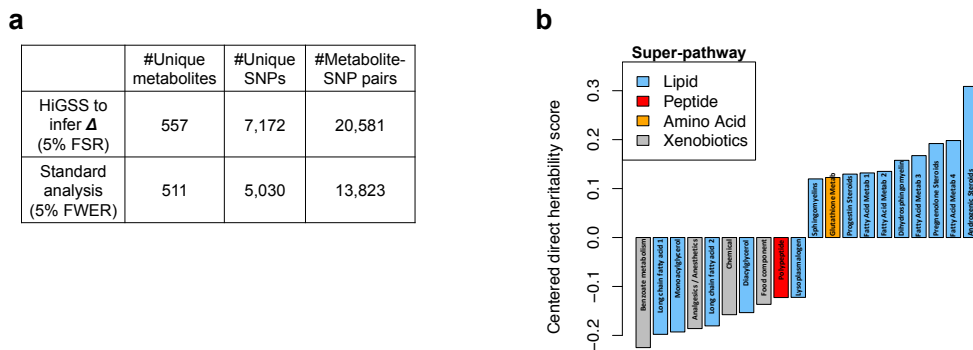 a
#Unique metabolites
#Unique SNPs
#Metabolite-SNP pairs
HiGSS to infer Δ (5% FSR)
557
7,172
20,581
Standard analysis (5% FWER)
511
5,030
13,823
b
Super-pathway
Lipid
Peptide
Amino Acid
Xenobiotics
Centered direct heritability score
0.3
0.2
0.1
0.0
−0.1
−0.2
Benzoate metabolism
Long chain fatty acid 1
Monoacylglycerol
Analgesics / Anesthetics
Long chain fatty acid 2
Chemical
Diacylglycerol
Food component
Polypeptide
Lysoplasmalogen
Sphingomyelins
Glutathione Metab
Progestin Steroids
Fatty Acid Metab 1
Fatty Acid Metab 2
Dihydrosphingomyelin
Fatty Acid Metab 3
Pregnenolone Steroids
Fatty Acid Metab 4
Androgenic Steroids